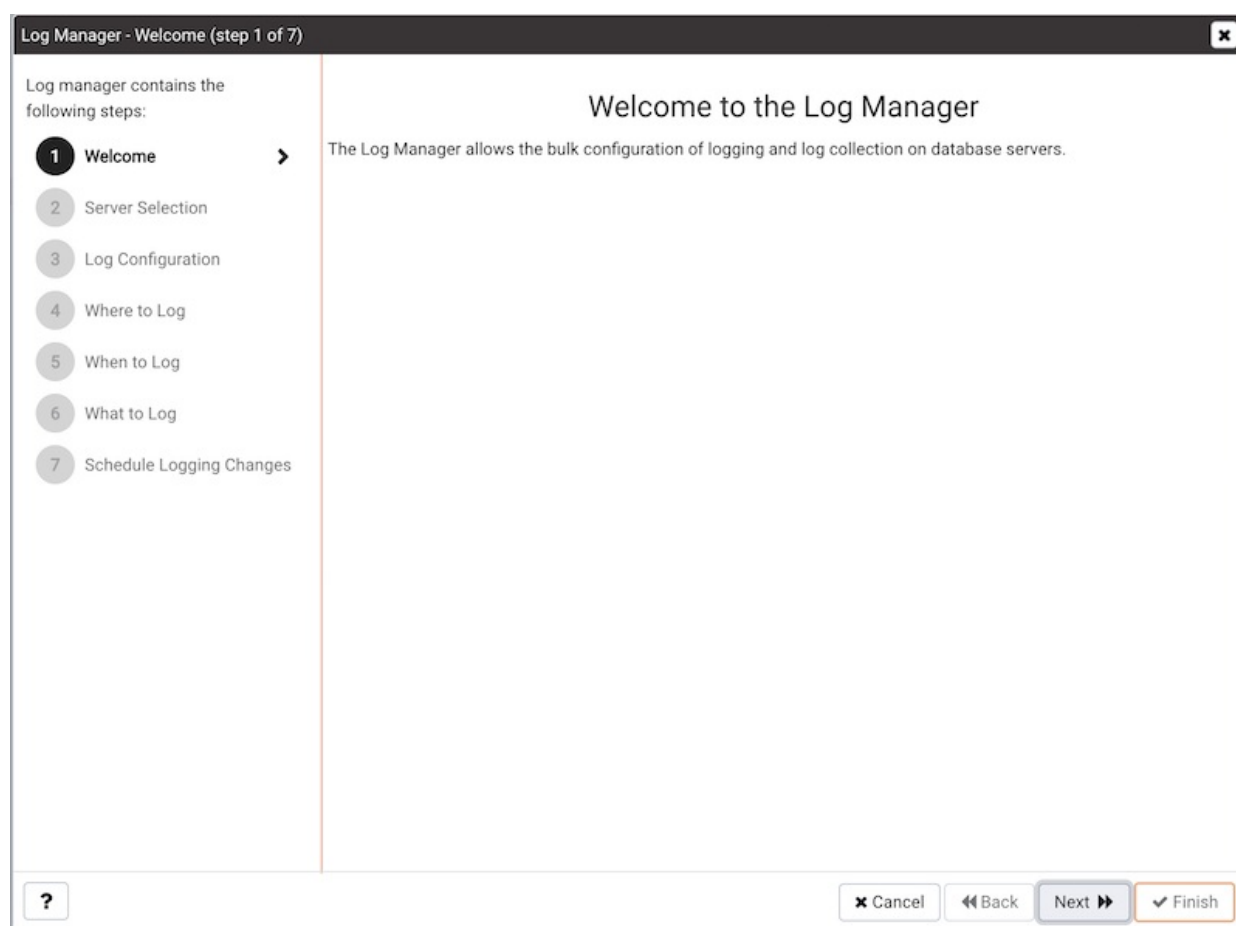 Log Manager - Welcome (step 1 of 7)
Log manager contains the
following steps:
1 Welcome
2 Server Selection
3 Log Configuration
4 Where to Log
5 When to Log
6 What to Log
7 Schedule Logging Changes
Welcome to the Log Manager
The Log Manager allows the bulk configuration of logging and log collection on database servers.
? Cancel Back Next Finish